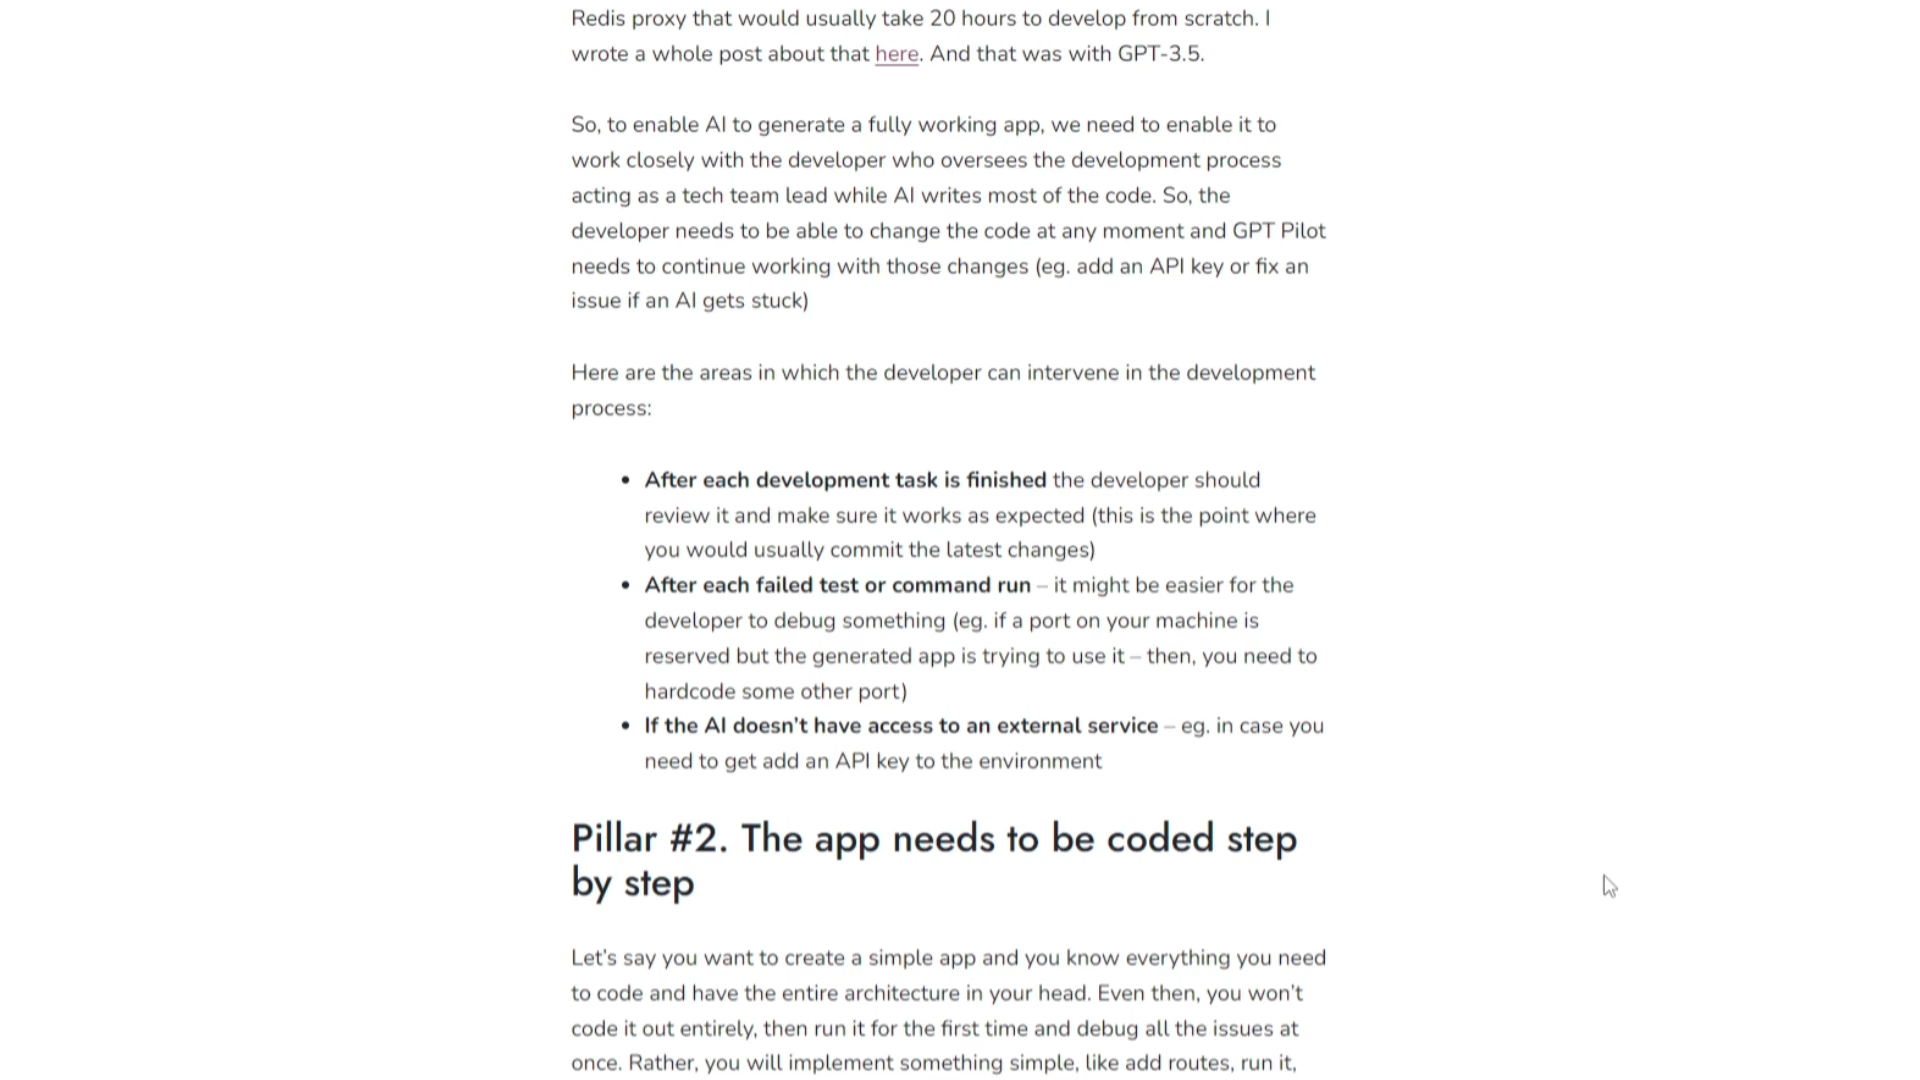 Redis proxy that would usually take 20 hours to develop from scratch. I
wrote a whole post about that here. And that was with GPT-3.5.
So, to enable AI to generate a fully working app, we need to enable it to
work closely with the developer who oversees the development process
acting as a tech team lead while AI writes most of the code. So, the
developer needs to be able to change the code at any moment and GPT Pilot
needs to continue working with those changes (eg. add an API key or fix an
issue if an AI gets stuck)
Here are the areas in which the developer can intervene in the development
process:
• After each development task is finished the developer should
review it and make sure it works as expected (this is the point where
you would usually commit the latest changes)
• After each failed test or command run – it might be easier for the
developer to debug something (eg. if a port on your machine is
reserved but the generated app is trying to use it – then, you need to
hardcode some other port)
• If the AI doesn't have access to an external service – eg. in case you
need to get add an API key to the environment
Pillar #2. The app needs to be coded step
by step
Let's say you want to create a simple app and you know everything you need
to code and have the entire architecture in your head. Even then, you won't
code it out entirely, then run it for the first time and debug all the issues at
once. Rather, you will implement something simple, like add routes, run it,